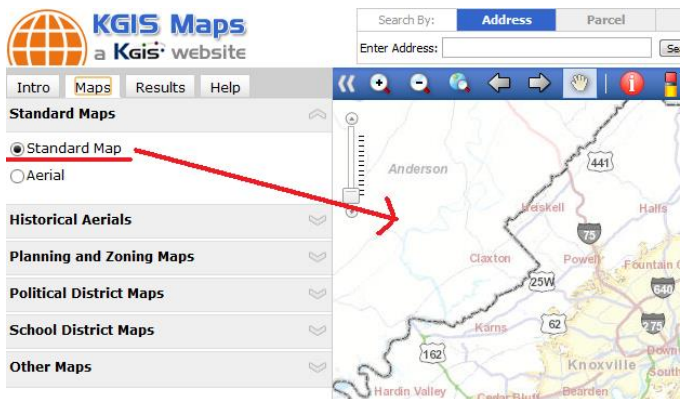 KGIS Maps
a KGis website
Search By:
Address
Parcel
Enter Address:
Intro
Maps
Results
Help
Standard Maps
Standard Map
Aerial
Historical Aerials
Planning and Zoning Maps
Political District Maps
School District Maps
Other Maps
Anderson
441
Heiskell
Halls
75
Claxton
Powell
Fountain
25W
640
Karns
62
275
162
Down
Knoxville
South
Hardin Valley
Cedar Bluff
Bearden